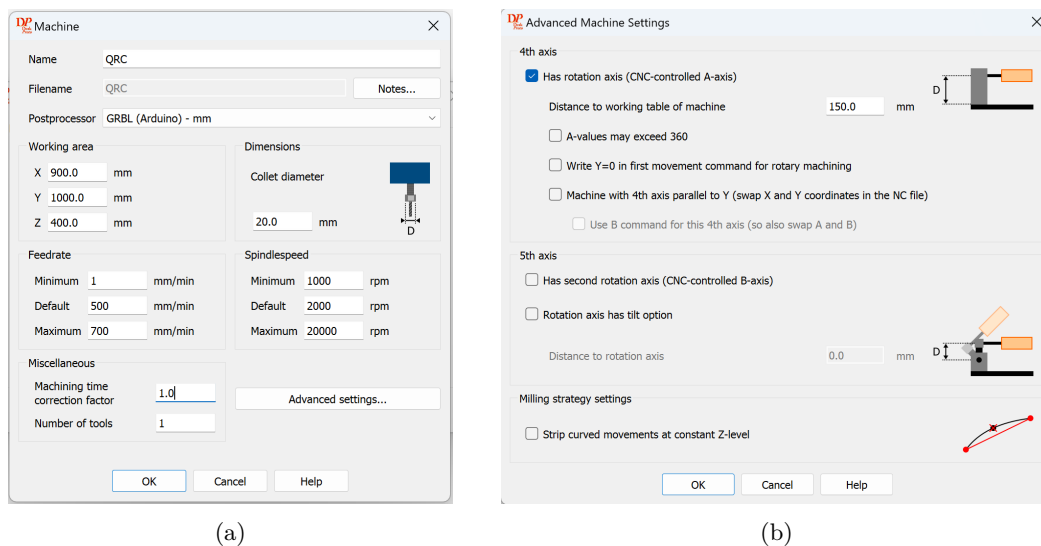 DP Machine
Name QRC
Filename QRC Notes...
Postprocessor GRBL (Arduino) - mm
Working area
X 900.0 mm
Y 1000.0 mm
Z 400.0 mm
Dimensions
Collet diameter
20.0 mm
D
Feedrate
Minimum 1 mm/min
Default 500 mm/min
Maximum 700 mm/min
Spindlespeed
Minimum 1000 rpm
Default 2000 rpm
Maximum 20000 rpm
Miscellaneous
Machining time
correction factor 1.0
Number of tools 1
Advanced settings...
OK Cancel Help
(a)
DP Advanced Machine Settings
4th axis
Has rotation axis (CNC-controlled A-axis)
Distance to working table of machine 150.0 mm
D
A-values may exceed 360
Write Y=0 in first movement command for rotary machining
Machine with 4th axis parallel to Y (swap X and Y coordinates in the NC file)
Use B command for this 4th axis (so also swap A and B)
5th axis
Has second rotation axis (CNC-controlled B-axis)
Rotation axis has tilt option
Distance to rotation axis 0.0 mm
D
Milling strategy settings
Strip curved movements at constant Z-level
OK Cancel Help
(b)